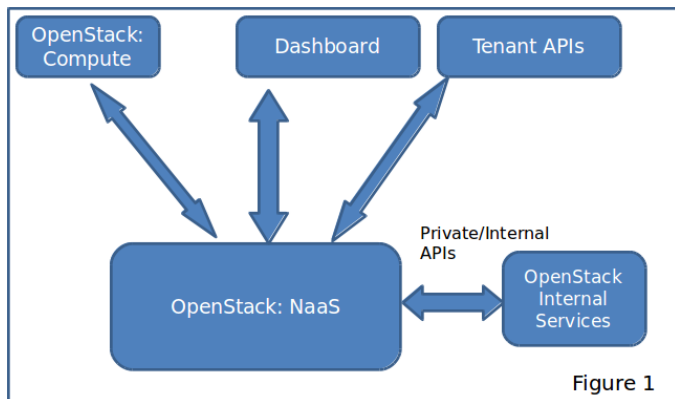 OpenStack:
Compute
Dashboard
Tenant APIs
Private/Internal
APIs
OpenStack: NaaS
OpenStack
Internal
Services
Figure 1